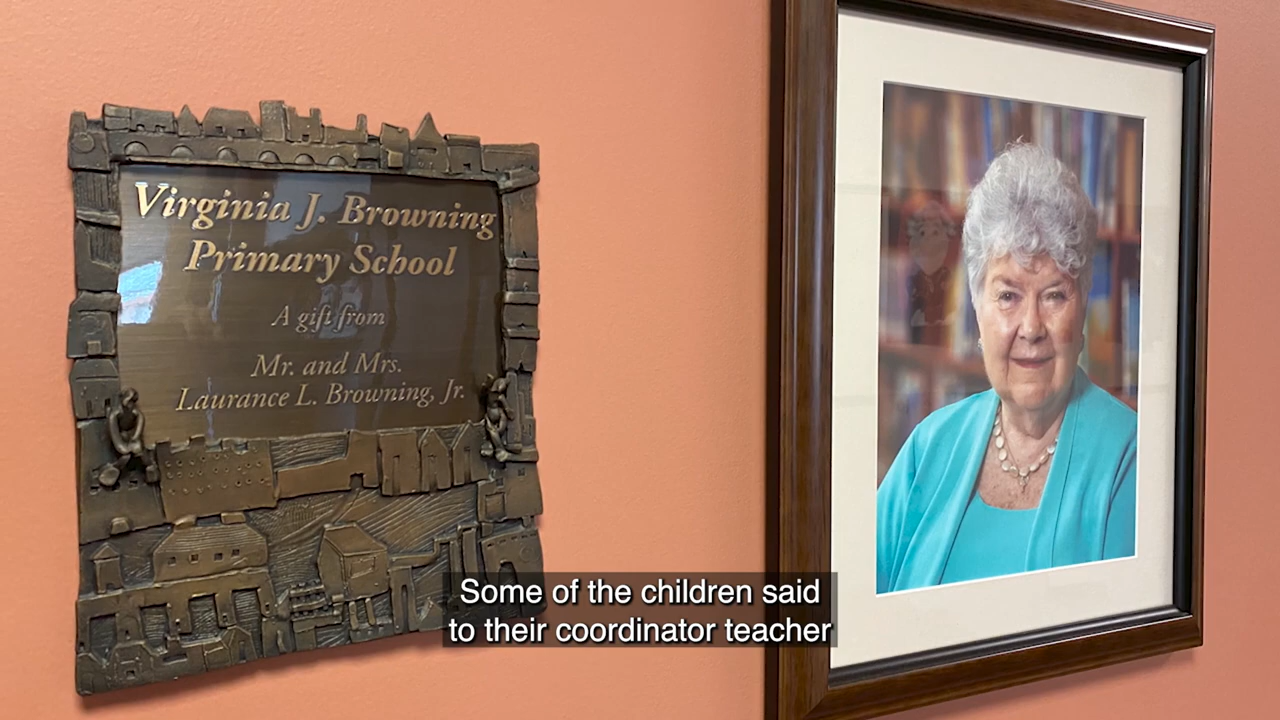 Virginia J. Browning
Primary School
A gift from
Mr. and Mrs.
Laurance L. Browning, Jr.
Some of the children said
to their coordinator teacher